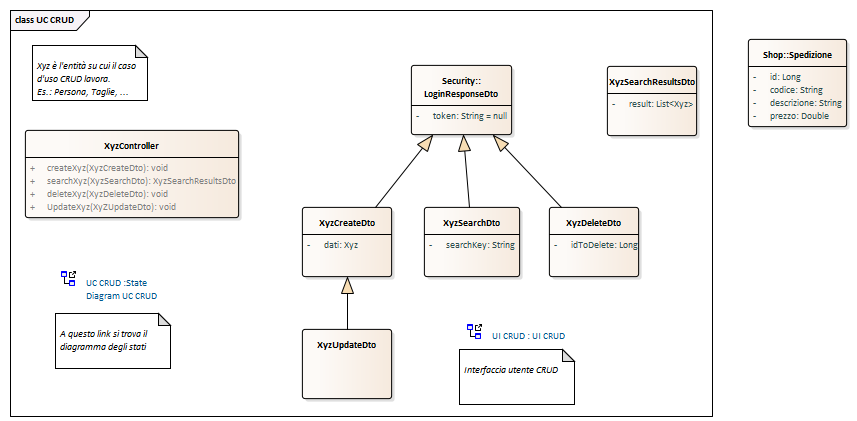 class UC CRUD
Xyz è l'entità su cui il caso
d'uso CRUD lavora.
Es.: Persona, Taglie, ...
XyzController
+ createXyz(XyzCreateDto): void
+ searchXyz(XyzSearchDto): XyzSearchResultsDto
+ deleteXyz(XyzDeleteDto): void
+ UpdateXyz(XyZUpdateDto): void
Security::
LoginResponseDto
- token: String = null
XyzSearchResultsDto
- result: List<Xyz>
Shop::Spedizione
- id: Long
- codice: String
- descrizione: String
- prezzo: Double
XyzCreateDto
- dati: Xyz
XyzSearchDto
- searchKey: String
XyzDeleteDto
- idToDelete: Long
UC CRUD :State
Diagram UC CRUD
A questo link si trova il
diagramma degli stati
XyzUpdateDto
UI CRUD : UI CRUD
Interfaccia utente CRUD